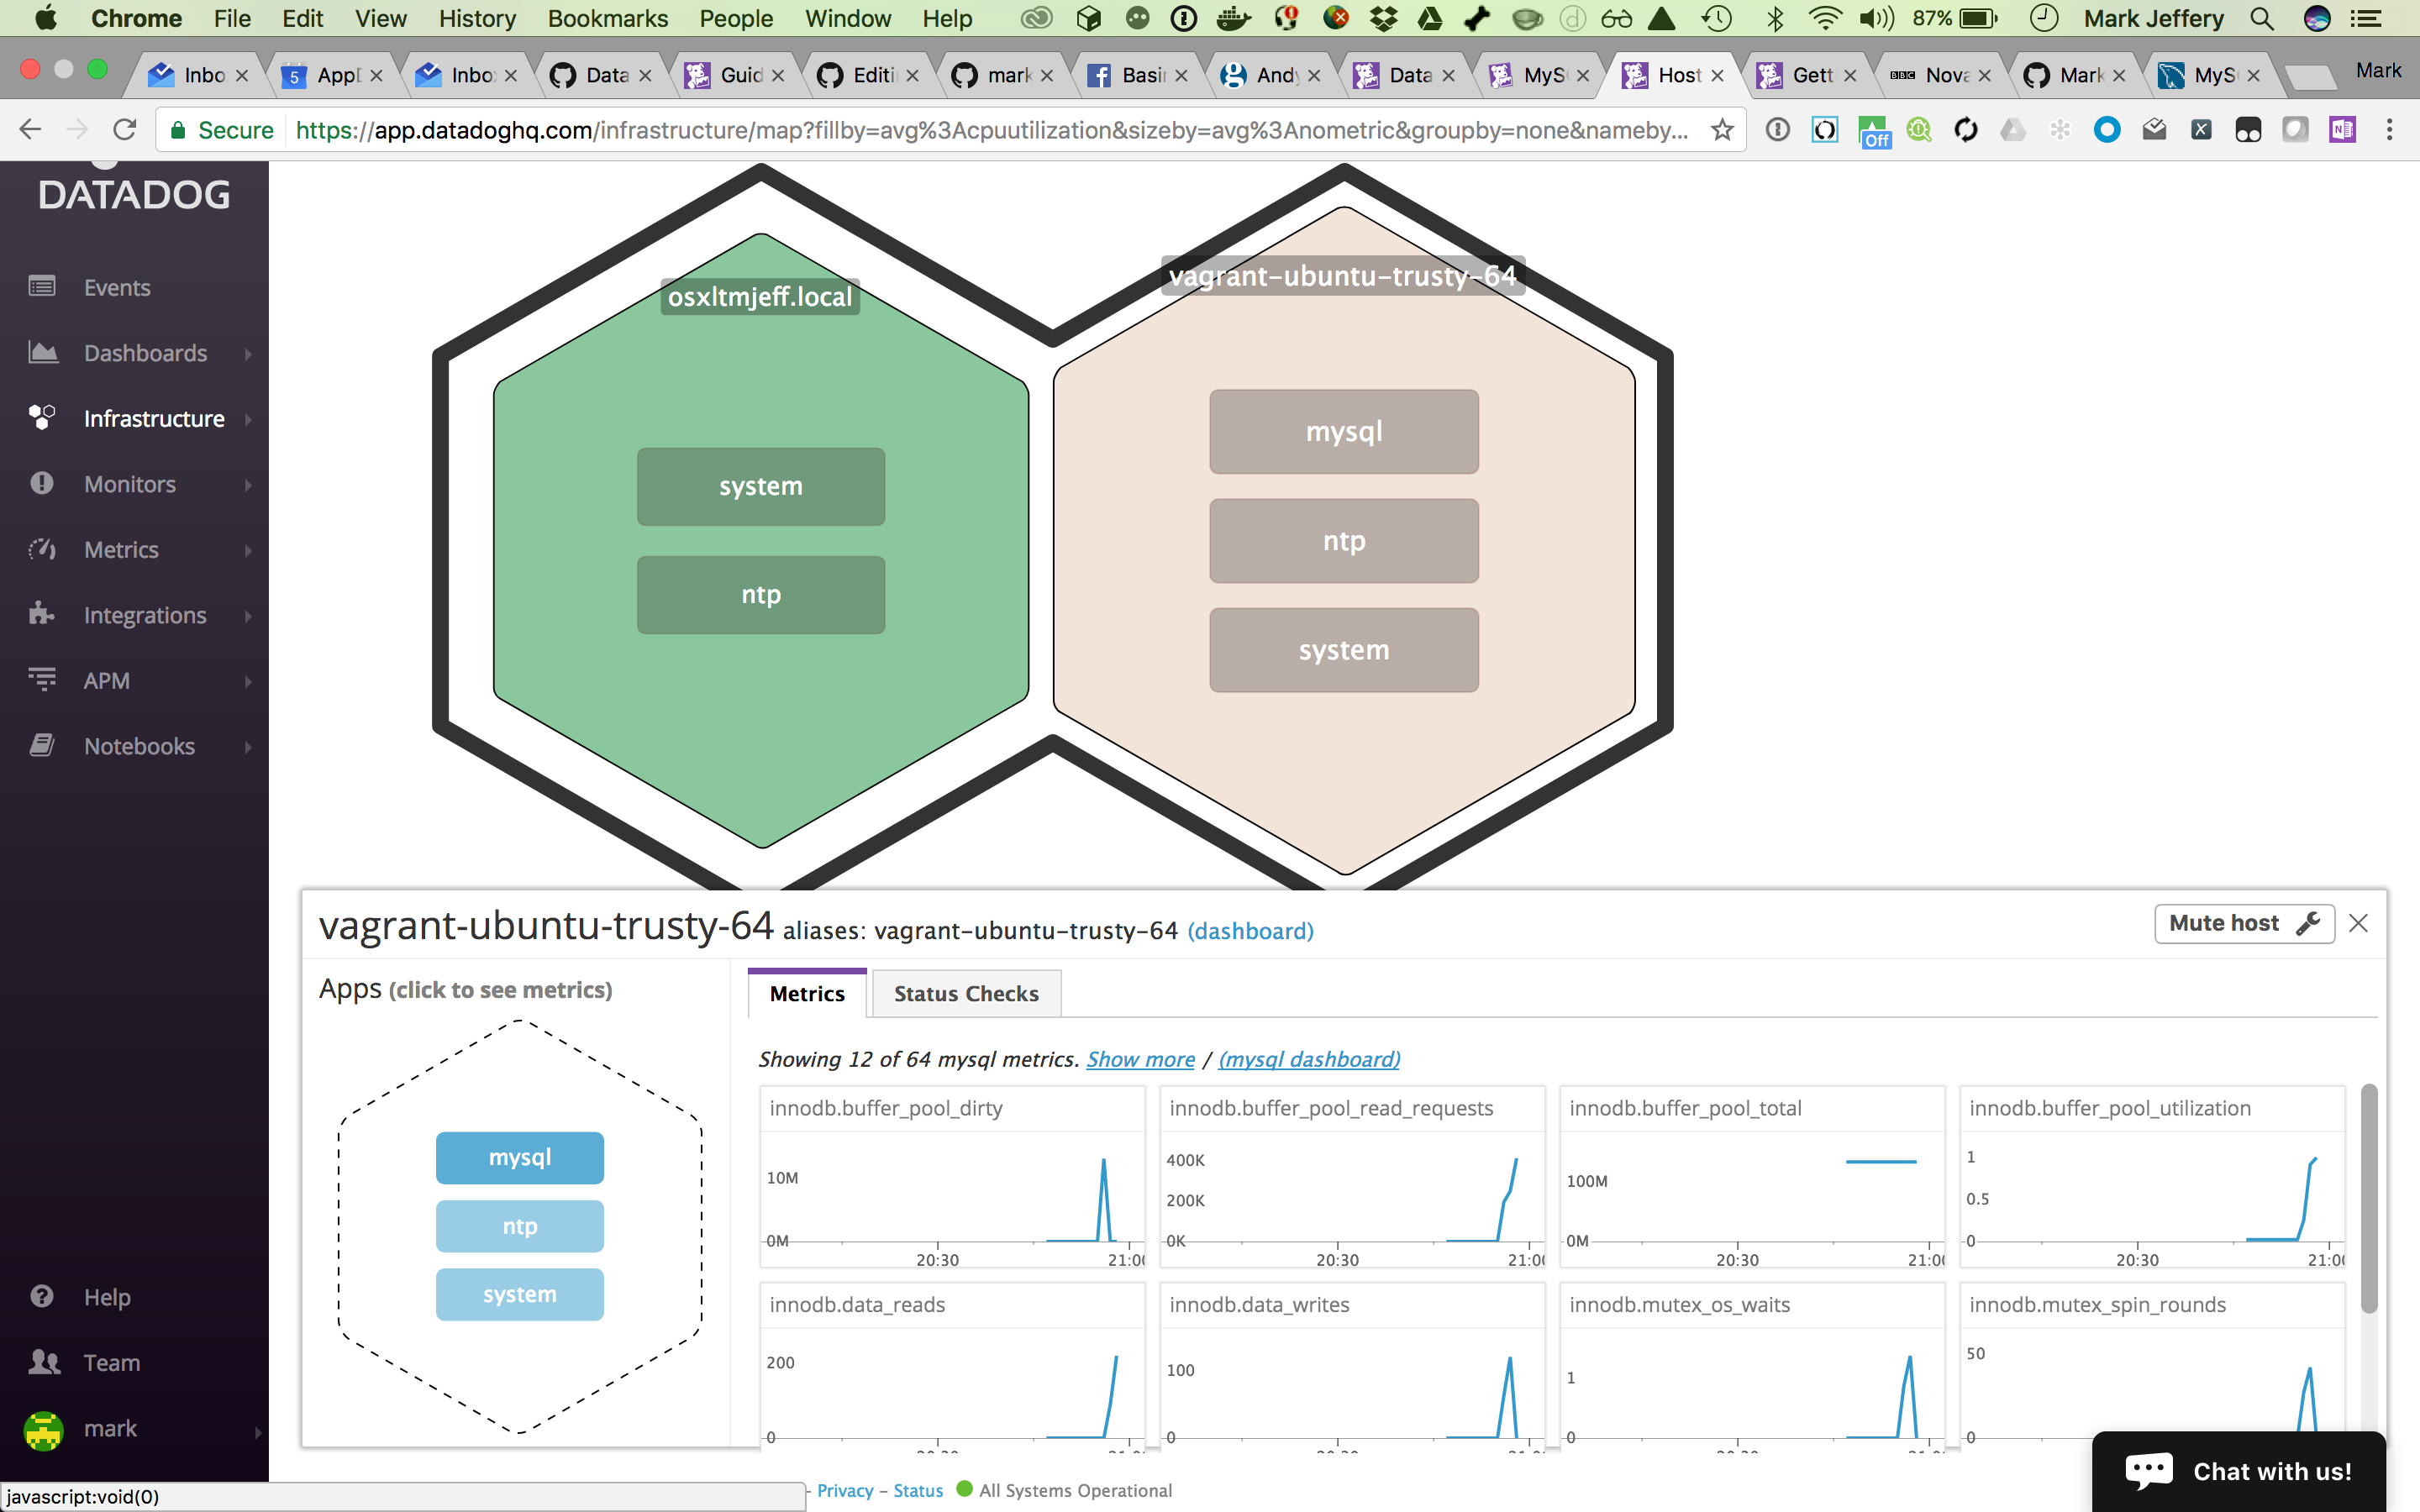 Chrome File Edit View History Bookmarks People Window Help 87% Mark Jeffery
Inbo 5 App Inbo Data Guid Editi mark Basi Andy Data MyS Host Gett BBC Nova Mark MyS Mark
Secure https://app.datadoghq.com/infrastructure/map?fillby=avg%3Acpuutilization&sizeby=avg%3Anometric&groupby=none&nameby... Off
DATADOG
Events
Dashboards
Infrastructure
Monitors
Metrics
Integrations
APM
Notebooks
Help
Team
mark
osxltmjeff.local
system
ntp
vagrant-ubuntu-trusty-64
mysql
ntp
system
vagrant-ubuntu-trusty-64 aliases: vagrant-ubuntu-trusty-64 (dashboard)
Mute host
Apps (click to see metrics)
mysql
ntp
system
Metrics Status Checks
Showing 12 of 64 mysql metrics. Show more / (mysql dashboard)
innodb.buffer_pool_dirty
10M
0M
20:30 21:00
innodb.buffer_pool_read_requests
400K
200K
0K
20:30 21:00
innodb.buffer_pool_total
100M
0M
20:30 21:00
innodb.buffer_pool_utilization
1
0.5
0
20:30 21:00
innodb.data_reads
200
0
innodb.data_writes
100
0
innodb.mutex_os_waits
1
0
innodb.mutex_spin_rounds
50
0
Chat with us!
javascript:void(0)
- Privacy - Status All Systems Operational